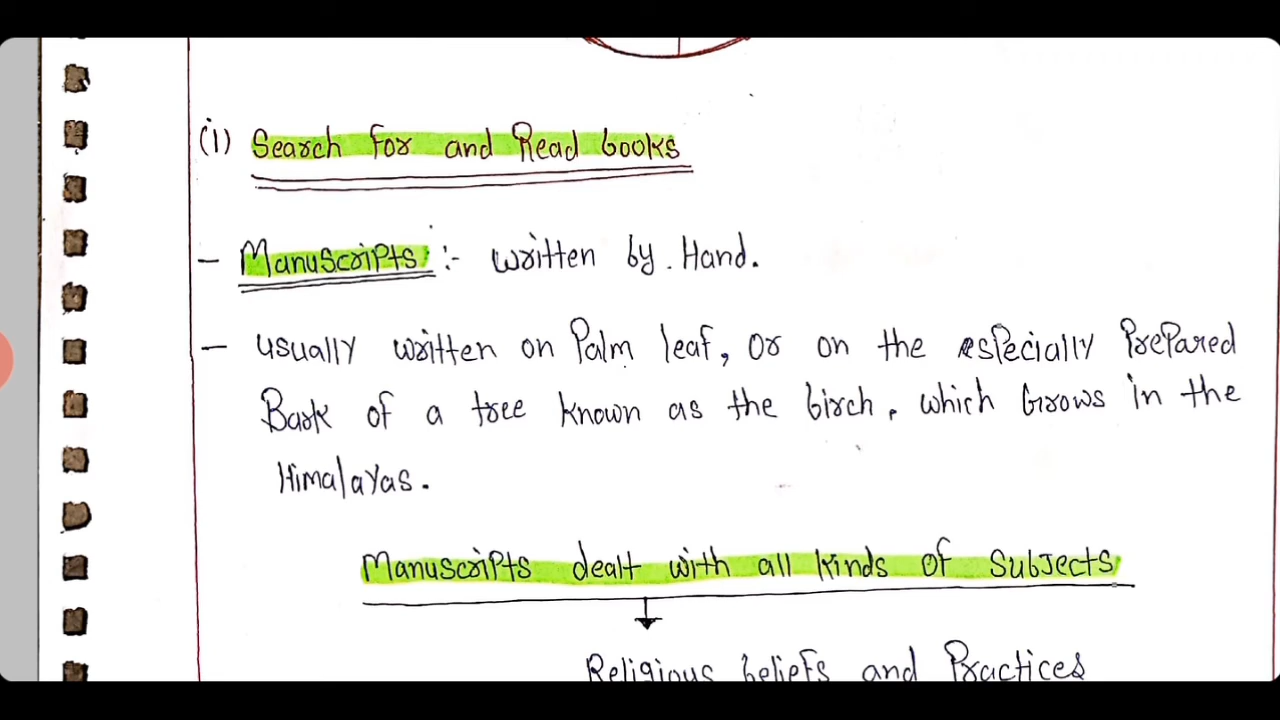 (i) Search for and Read books
- Manuscripts :- written by Hand.
- usually written on Palm leaf, or on the especially Prepared
Bark of a tree known as the birch, which Grows in the
Himalayas.
Manuscripts dealt with all kinds of Subjects
Religious beliefs and Practices